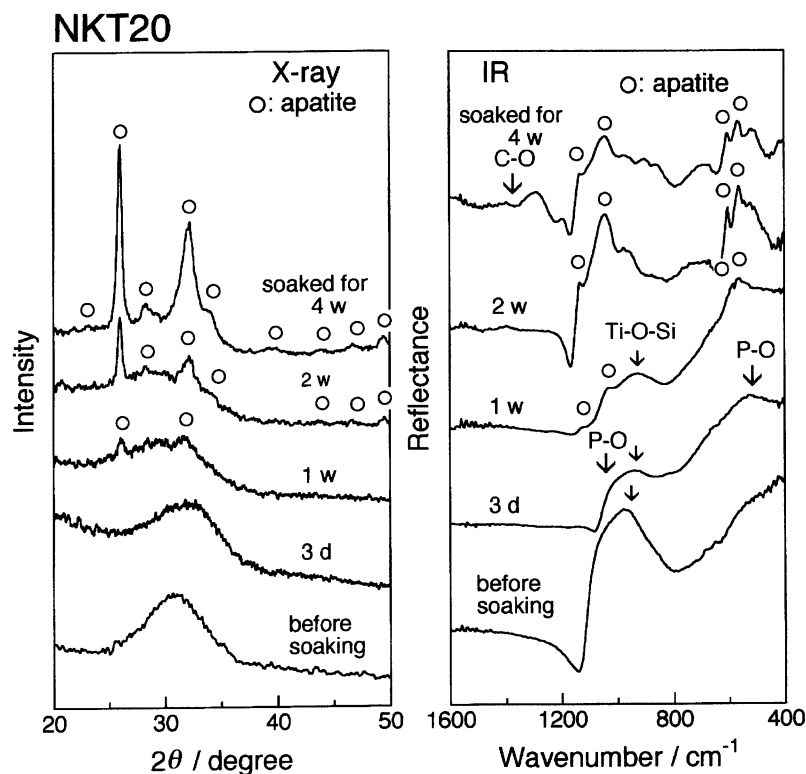 NKT20
X-ray
○: apatite
soaked for
4 w
2 w
1 w
3 d
before
soaking
Intensity
20
30
40
50
2θ / degree
IR
○: apatite
soaked for
4 w
C-O
2 w
Ti-O-Si
P-O
1 w
P-O
3 d
before
soaking
Reflectance
1600
1200
800
400
Wavenumber / cm⁻¹